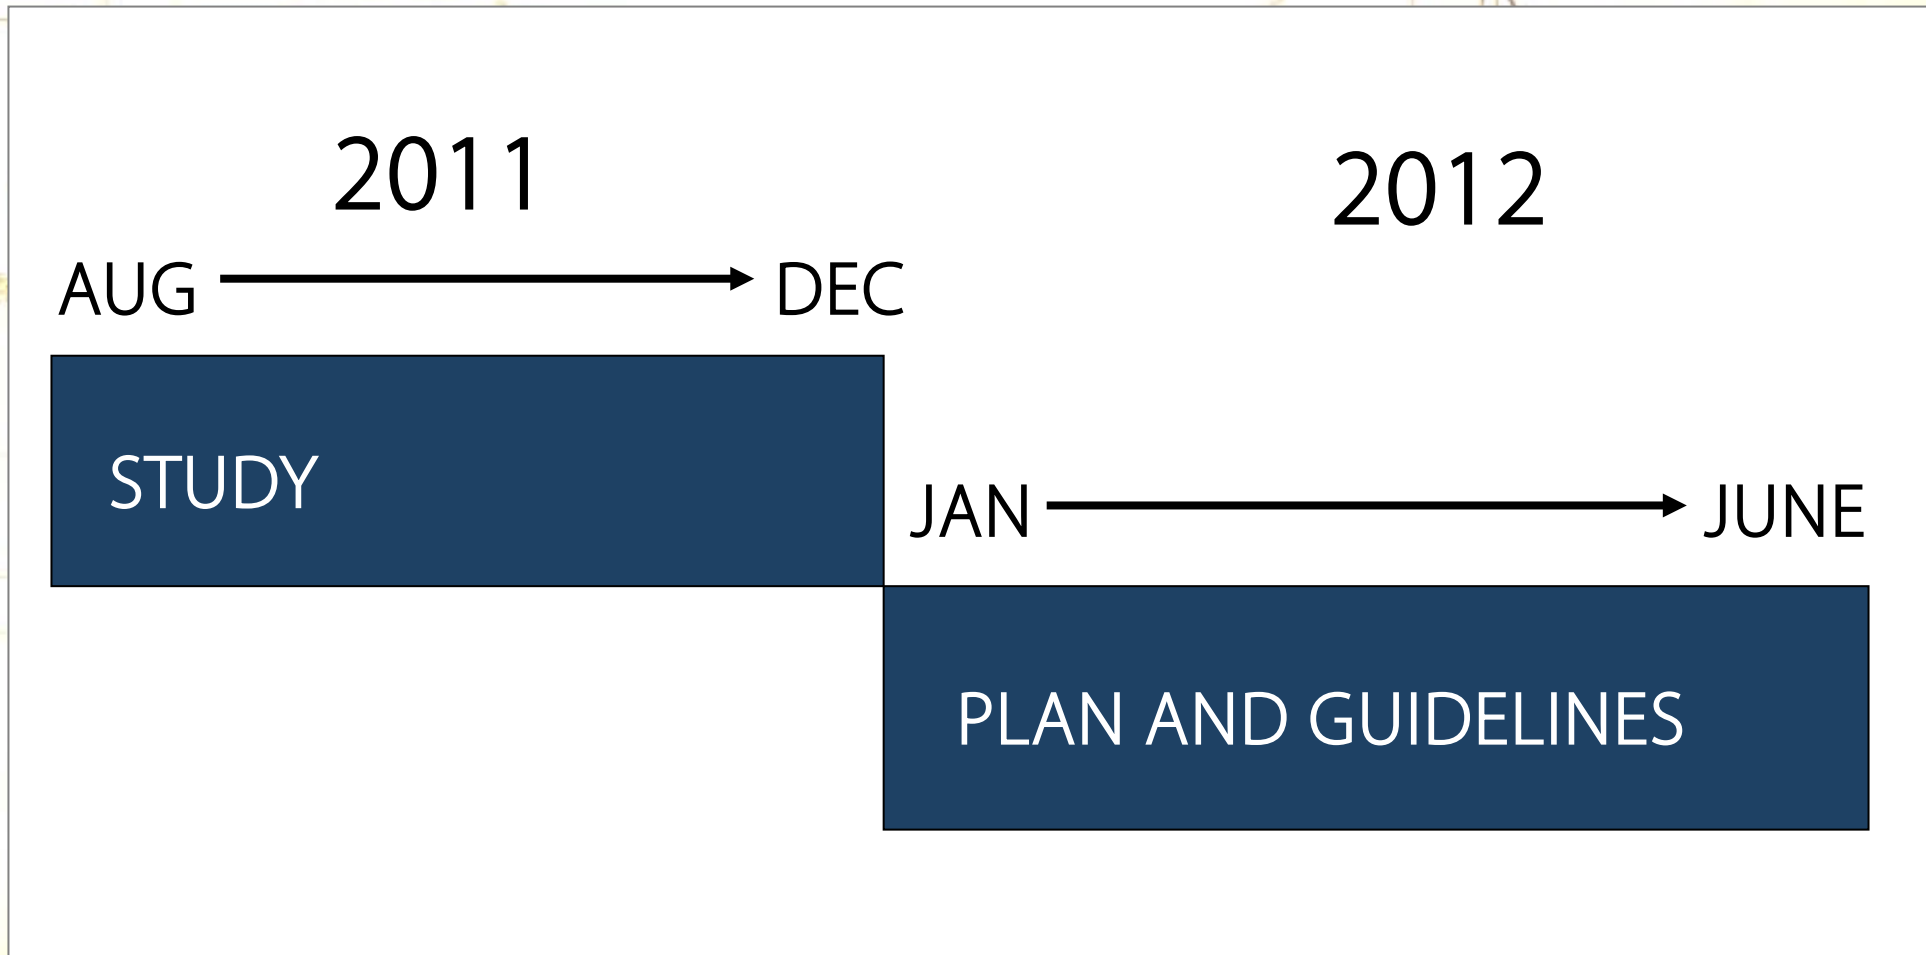 2011
2012
AUG DEC
STUDY
JAN JUNE
PLAN AND GUIDELINES